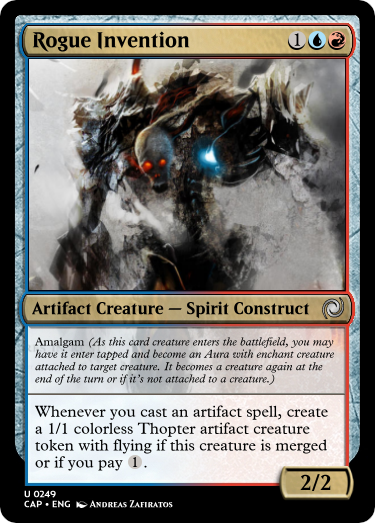 Rogue Invention 1
Artifact Creature — Spirit Construct
Amalgam (As this card creature enters the battlefield, you may
have it enter tapped and become an Aura with enchant creature
attached to target creature. It becomes a creature again at the
end of the turn or if it's not attached to a creature.)
Whenever you cast an artifact spell, create
a 1/1 colorless Thopter artifact creature
token with flying if this creature is merged
or if you pay 1.
2/2
U 0249
CAP • ENG Andreas Zafiratos